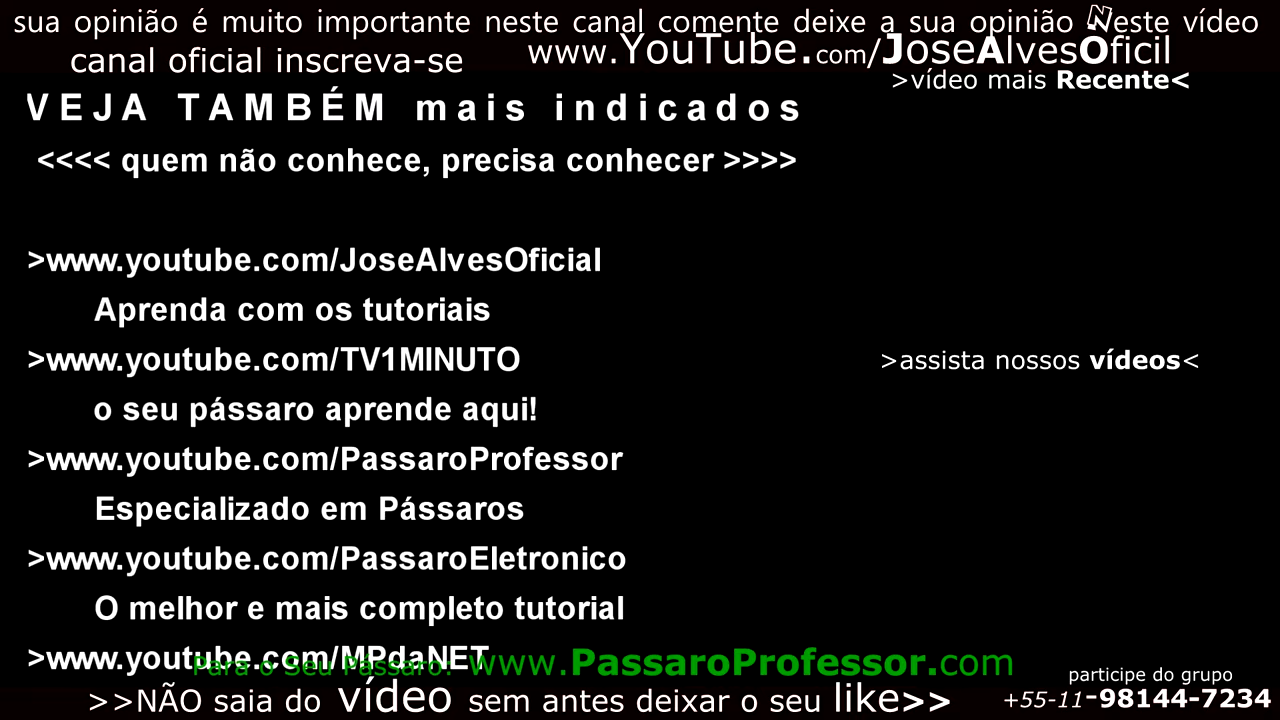 sua opinião é muito importante neste canal comente deixe a sua opinião Neste vídeo
canal oficial inscreva-se
www.YouTube.com/JoseAlvesOficil
>vídeo mais Recente<
VEJA TAMBÉM mais indicados
<<<< quem não conhece, precisa conhecer >>>>
>www.youtube.com/JoseAlvesOficial
Aprenda com os tutoriais
>www.youtube.com/TV1MINUTO
>assista nossos vídeos<
o seu pássaro aprende aqui!
>www.youtube.com/PassaroProfessor
Especializado em Pássaros
>www.youtube.com/PassaroEletronico
O melhor e mais completo tutorial
>www.youtube.com/MPdaNET
Para o Seu Pássaro: www.PassaroProfessor.com
participe do grupo
>>NÃO saia do vídeo sem antes deixar o seu like>>
+55-11-98144-7234